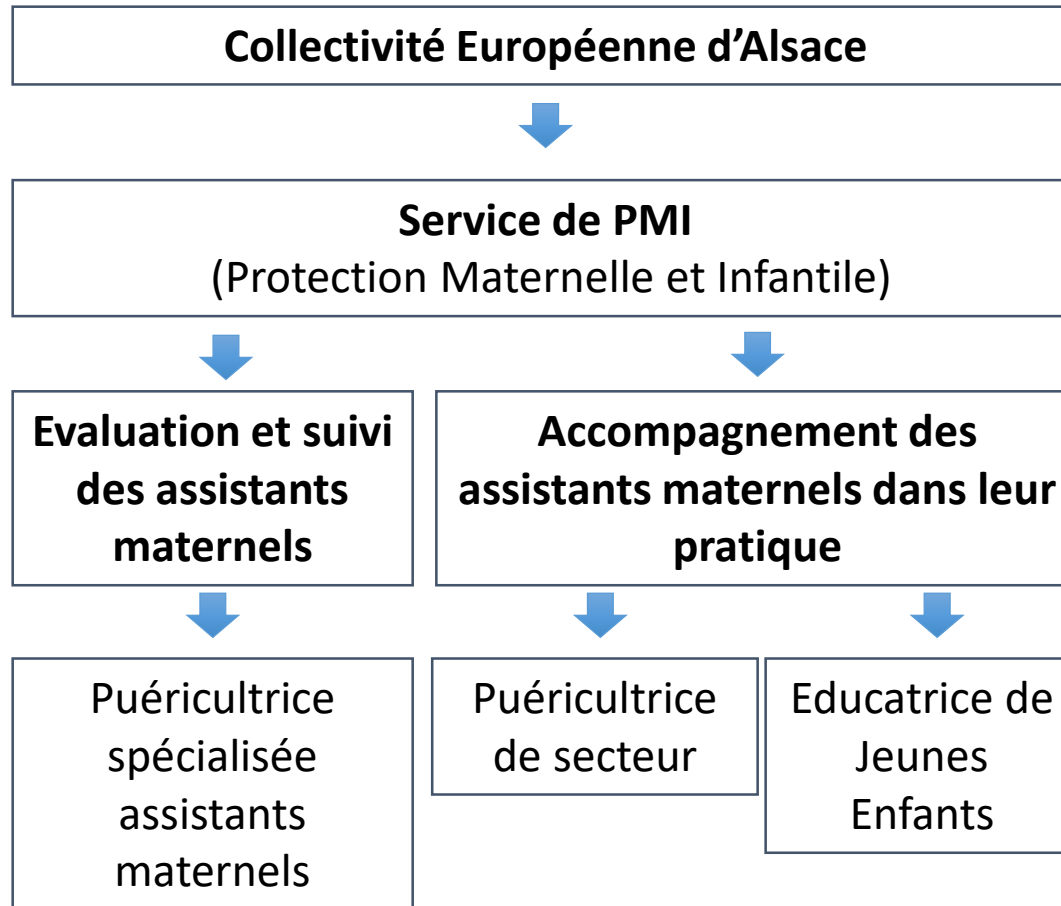 Collectivité Européenne d’Alsace
Service de PMI
(Protection Maternelle et Infantile)
Evaluation et suivi
des assistants
maternels
Accompagnement des
assistants maternels dans leur
pratique
Puéricultrice
spécialisée
assistants
maternels
Puéricultrice
de secteur
Educatrice de
Jeunes
Enfants